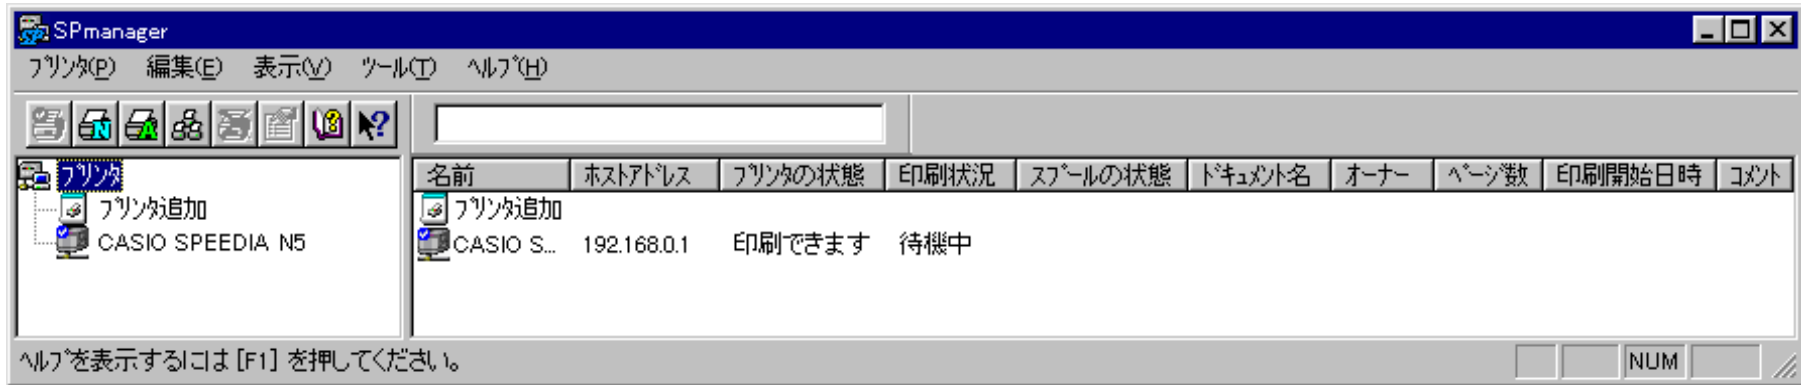 SPmanager
プリンタ(P) 編集(E) 表示(V) ツール(T) ヘルプ(H)
プリンタ
プリンタ追加
CASIO SPEEDIA N5
名前 ホストアドレス プリンタの状態 印刷状況 スプールの状態 ドキュメント名 オーナー ページ数 印刷開始日時 コメント
プリンタ追加
CASIO S... 192.168.0.1 印刷できます 待機中
ヘルプを表示するには [F1] を押してください。 NUM